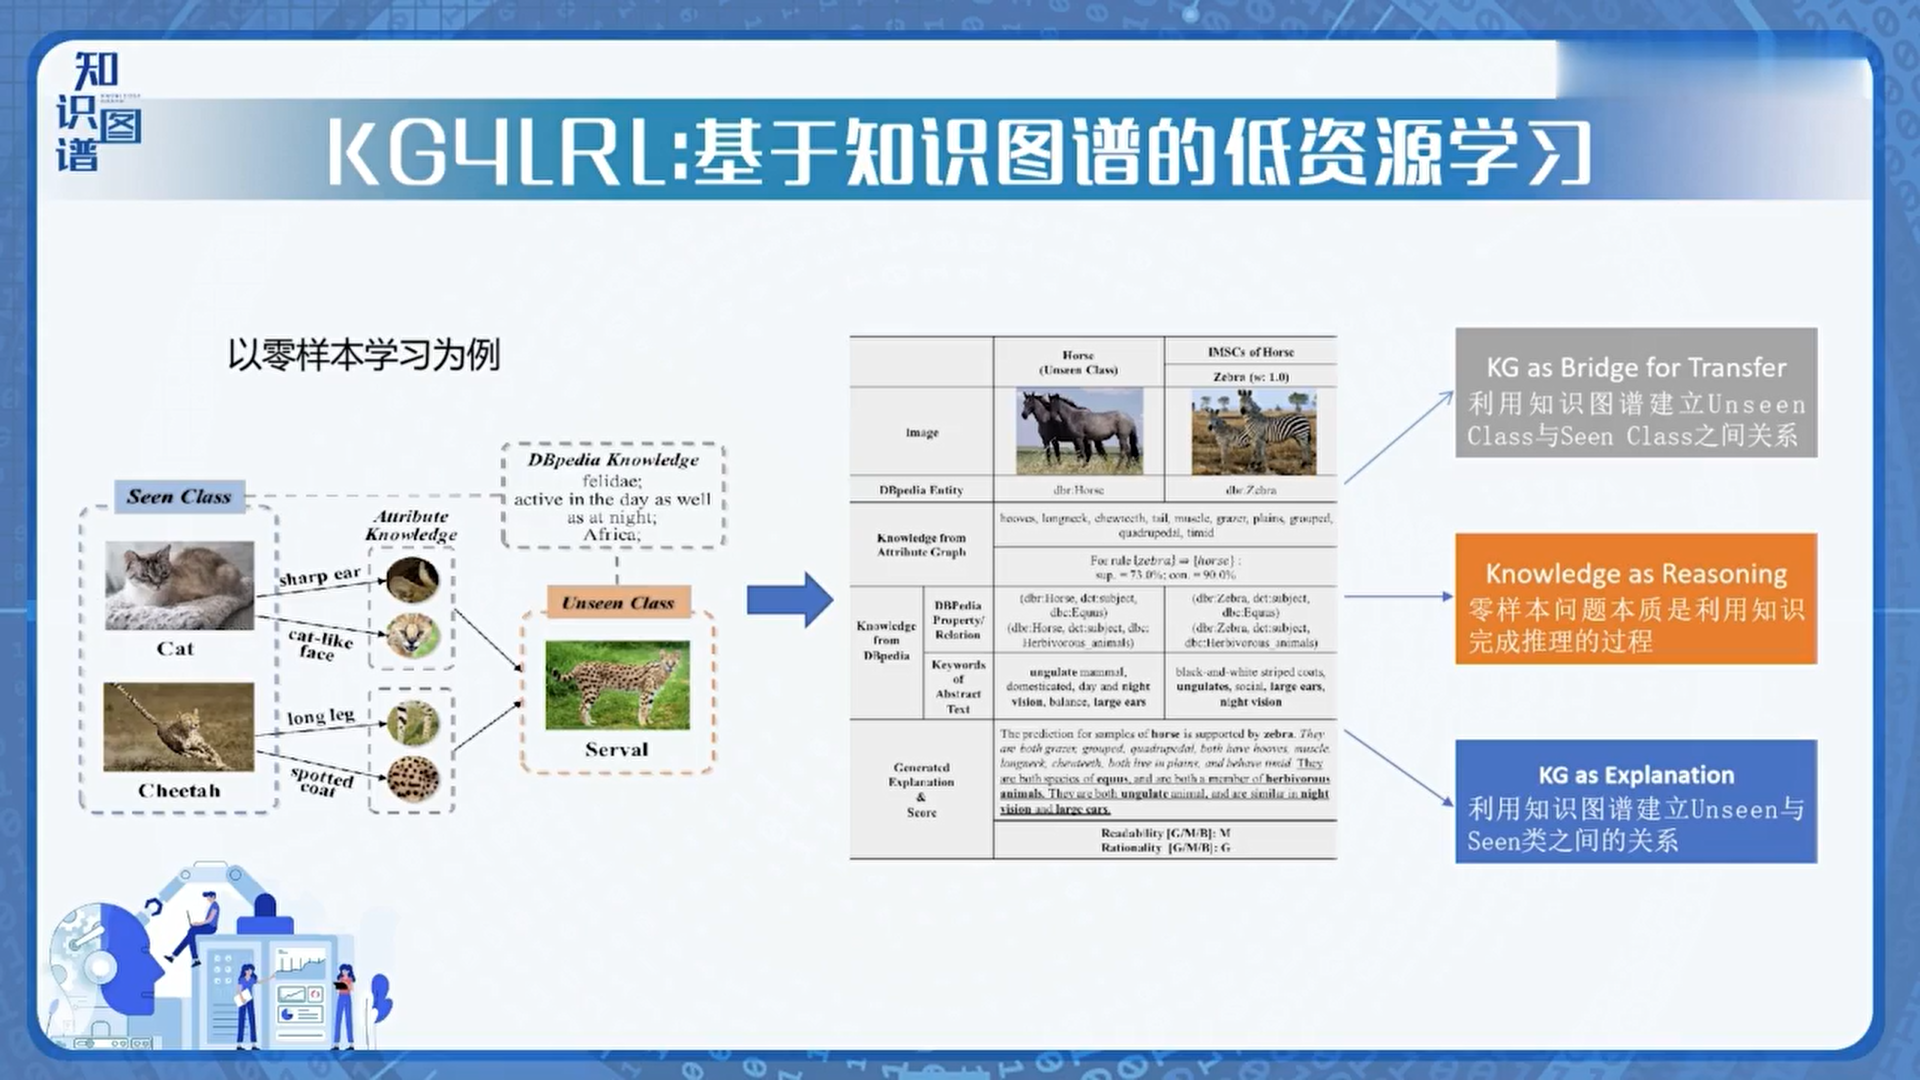 知
识图
谱
KG4LRL:基于知识图谱的低资源学习
以零样本学习为例
Seen Class
Cat
Cheetah
sharp ear
cat-like
face
long leg
spotted
coat
Attribute
Knowledge
DBpedia Knowledge
felidae;
active in the day as well
as at night;
Africa;
Unseen Class
Serval
Horse
(Unseen Class)
IMSCs of Horse
Zebra (w: 1.0)
Image
DBpedia Entity
dbr:Horse
dbr:Zebra
Knowledge from
Attribute Graph
hooves, longneck, chewteeth, tail, muscle, grazer, plains, grouped,
quadrupedal, timid
For rule {zebra} ⇒ {horse} :
sup. = 73.0%; con. = 90.0%
Knowledge
from
DBpedia
DBPedia
Property/
Relation
(dbr:Horse, dct:subject,
dbc:Equus)
(dbr:Horse, dct:subject, dbc:
Herbivorous_animals)
(dbr:Zebra, dct:subject,
dbc:Equus)
(dbr:Zebra, dct:subject,
dbc:Herbivorous_animals)
Keywords
of
Abstract
Text
ungulate mammal,
domesticated, day and night
vision, balance, large ears
black-and-white striped coats,
ungulates, social, large ears,
night vision
Generated
Explanation
&
Score
The prediction for samples of horse is supported by zebra. They
are both grazer, grouped, quadrupedal, both have hooves, muscle,
longneck, chewteeth, both live in plains, and behave timid. They
are both species of equus, and are both a member of herbivorous
animals. They are both ungulate animal, and are similar in night
vision and large ears.
Readability [G/M/B]: M
Rationality [G/M/B]: G
KG as Bridge for Transfer
利用知识图谱建立Unseen
Class与Seen Class之间关系
Knowledge as Reasoning
零样本问题本质是利用知识
完成推理的过程
KG as Explanation
利用知识图谱建立Unseen与
Seen类之间的关系